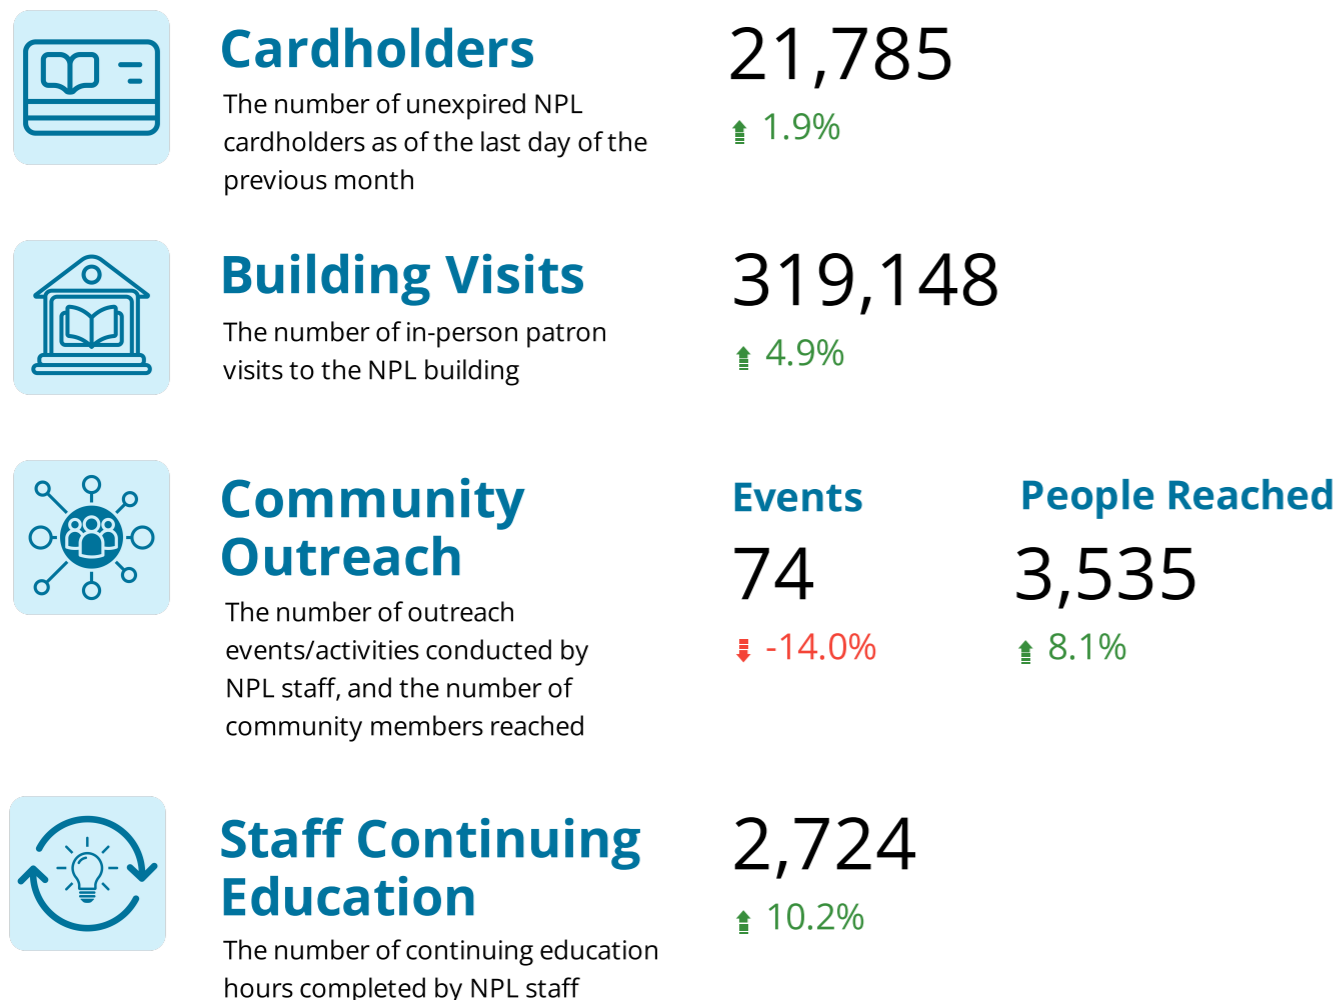 Cardholders
21,785
The number of unexpired NPL
cardholders as of the last day of the
previous month
1.9%
Building Visits
319,148
The number of in-person patron
visits to the NPL building
4.9%
Community
Outreach
The number of outreach
events/activities conducted by
NPL staff, and the number of
community members reached
Events
74
-14.0%
People Reached
3,535
8.1%
Staff Continuing
Education
2,724
10.2%
The number of continuing education
hours completed by NPL staff